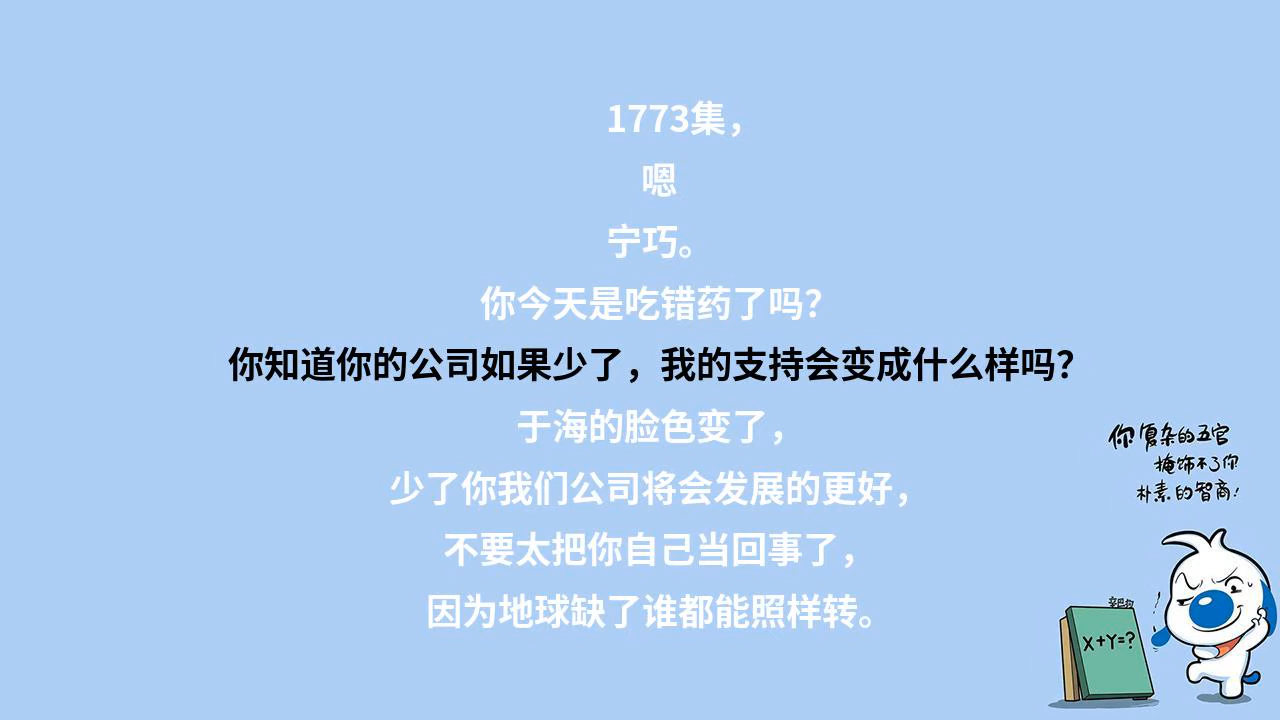 1773集，
嗯
宁巧。
你今天是吃错药了吗？
你知道你的公司如果少了，我的支持会变成什么样吗？
于海的脸色变了，
少了你我们公司将会发展的更好，
不要太把你自己当回事了，
因为地球缺了谁都能照样转。
你复杂的五官
掩饰不了你
朴素的智商！
X+Y=?